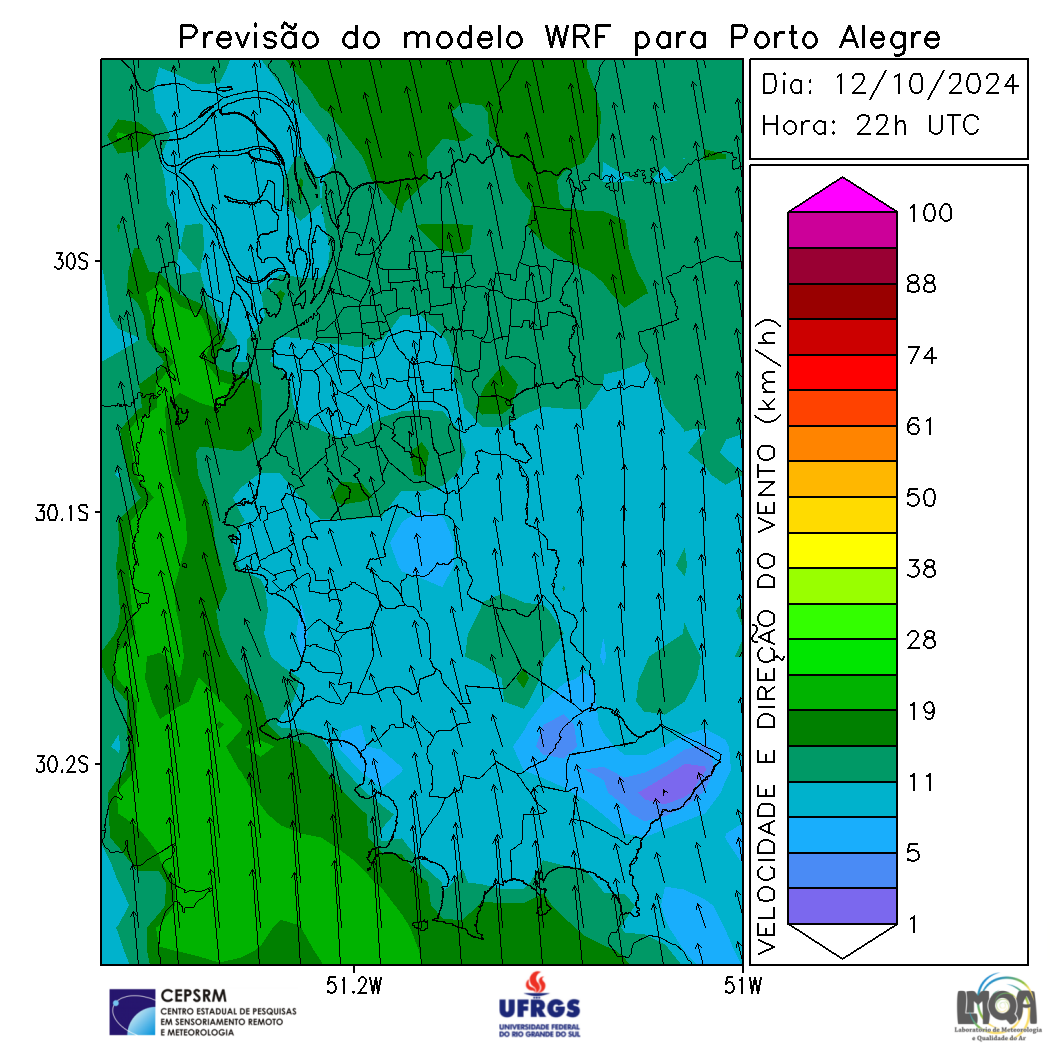 Previsão do modelo WRF para Porto Alegre
Dia: 12/10/2024
Hora: 22h UTC
30S
30.1S
30.2S
51.2W
51W
VELOCIDADE E DIREÇÃO DO VENTO (km/h)
100
88
74
61
50
38
28
19
11
5
1
CEPSRM
CENTRO ESTADUAL DE PESQUISAS
EM SENSORIAMENTO REMOTO
E METEOROLOGIA
UFRGS
UNIVERSIDADE FEDERAL
DO RIO GRANDE DO SUL
LMQA
Laboratório de Meteorologia
e Qualidade do Ar